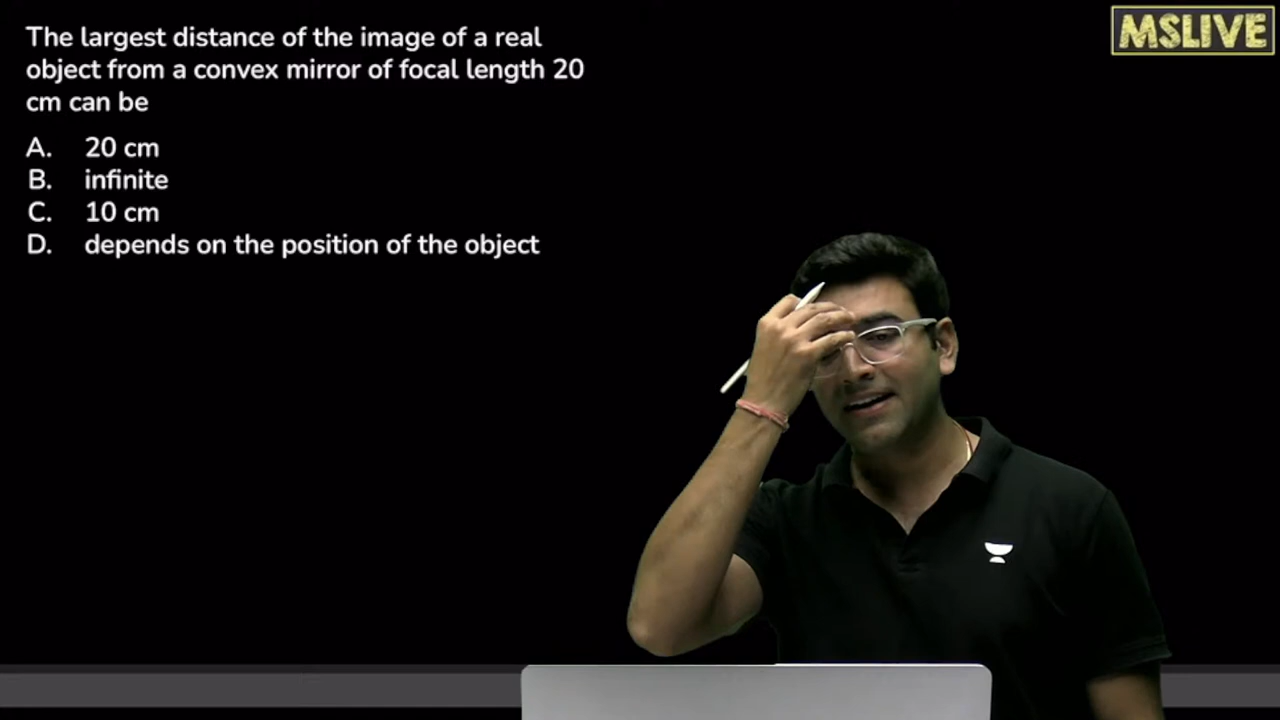 The largest distance of the image of a real
object from a convex mirror of focal length 20
cm can be
A. 20 cm
B. infinite
C. 10 cm
D. depends on the position of the object
MSLIVE